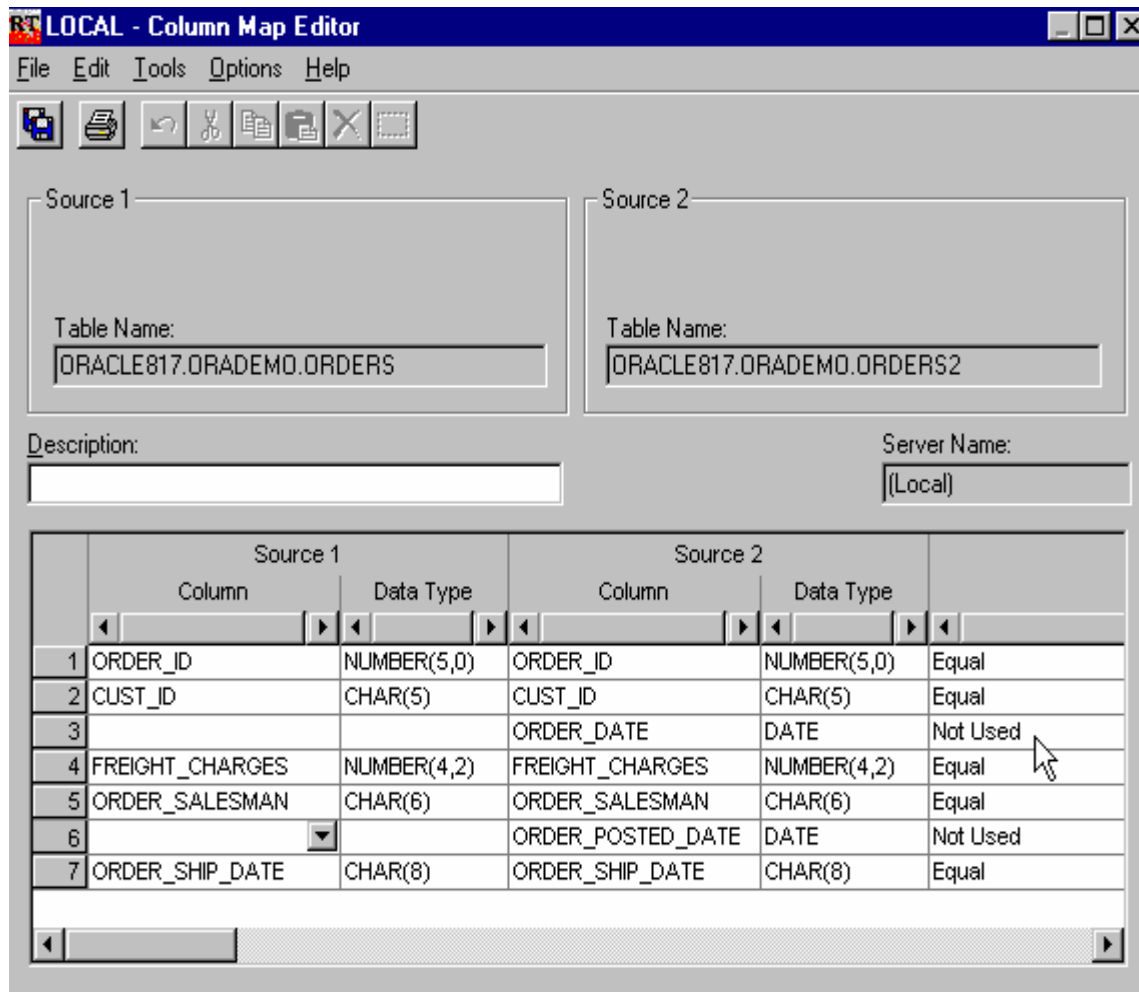 RT LOCAL - Column Map Editor
File Edit Tools Options Help
Source 1 Source 2
Table Name: Table Name:
ORACLE817.ORADEMO.ORDERS ORACLE817.ORADEMO.ORDERS2
Description: Server Name:
(Local)
Source 1 Source 2
Column Data Type Column Data Type
1 ORDER_ID NUMBER(5,0) ORDER_ID NUMBER(5,0) Equal
2 CUST_ID CHAR(5) CUST_ID CHAR(5) Equal
3 ORDER_DATE DATE Not Used
4 FREIGHT_CHARGES NUMBER(4,2) FREIGHT_CHARGES NUMBER(4,2) Equal
5 ORDER_SALESMAN CHAR(6) ORDER_SALESMAN CHAR(6) Equal
6 ORDER_POSTED_DATE DATE Not Used
7 ORDER_SHIP_DATE CHAR(8) ORDER_SHIP_DATE CHAR(8) Equal